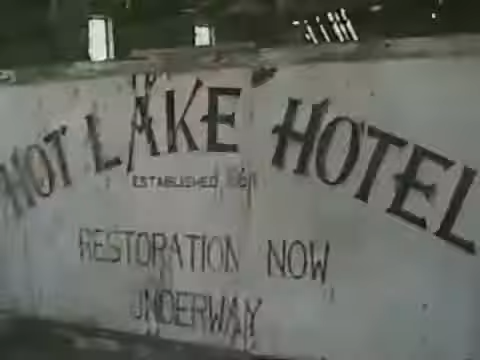 HOT LAKE HOTEL
ESTABLISHED
RESTORATION NOW
UNDERWAY